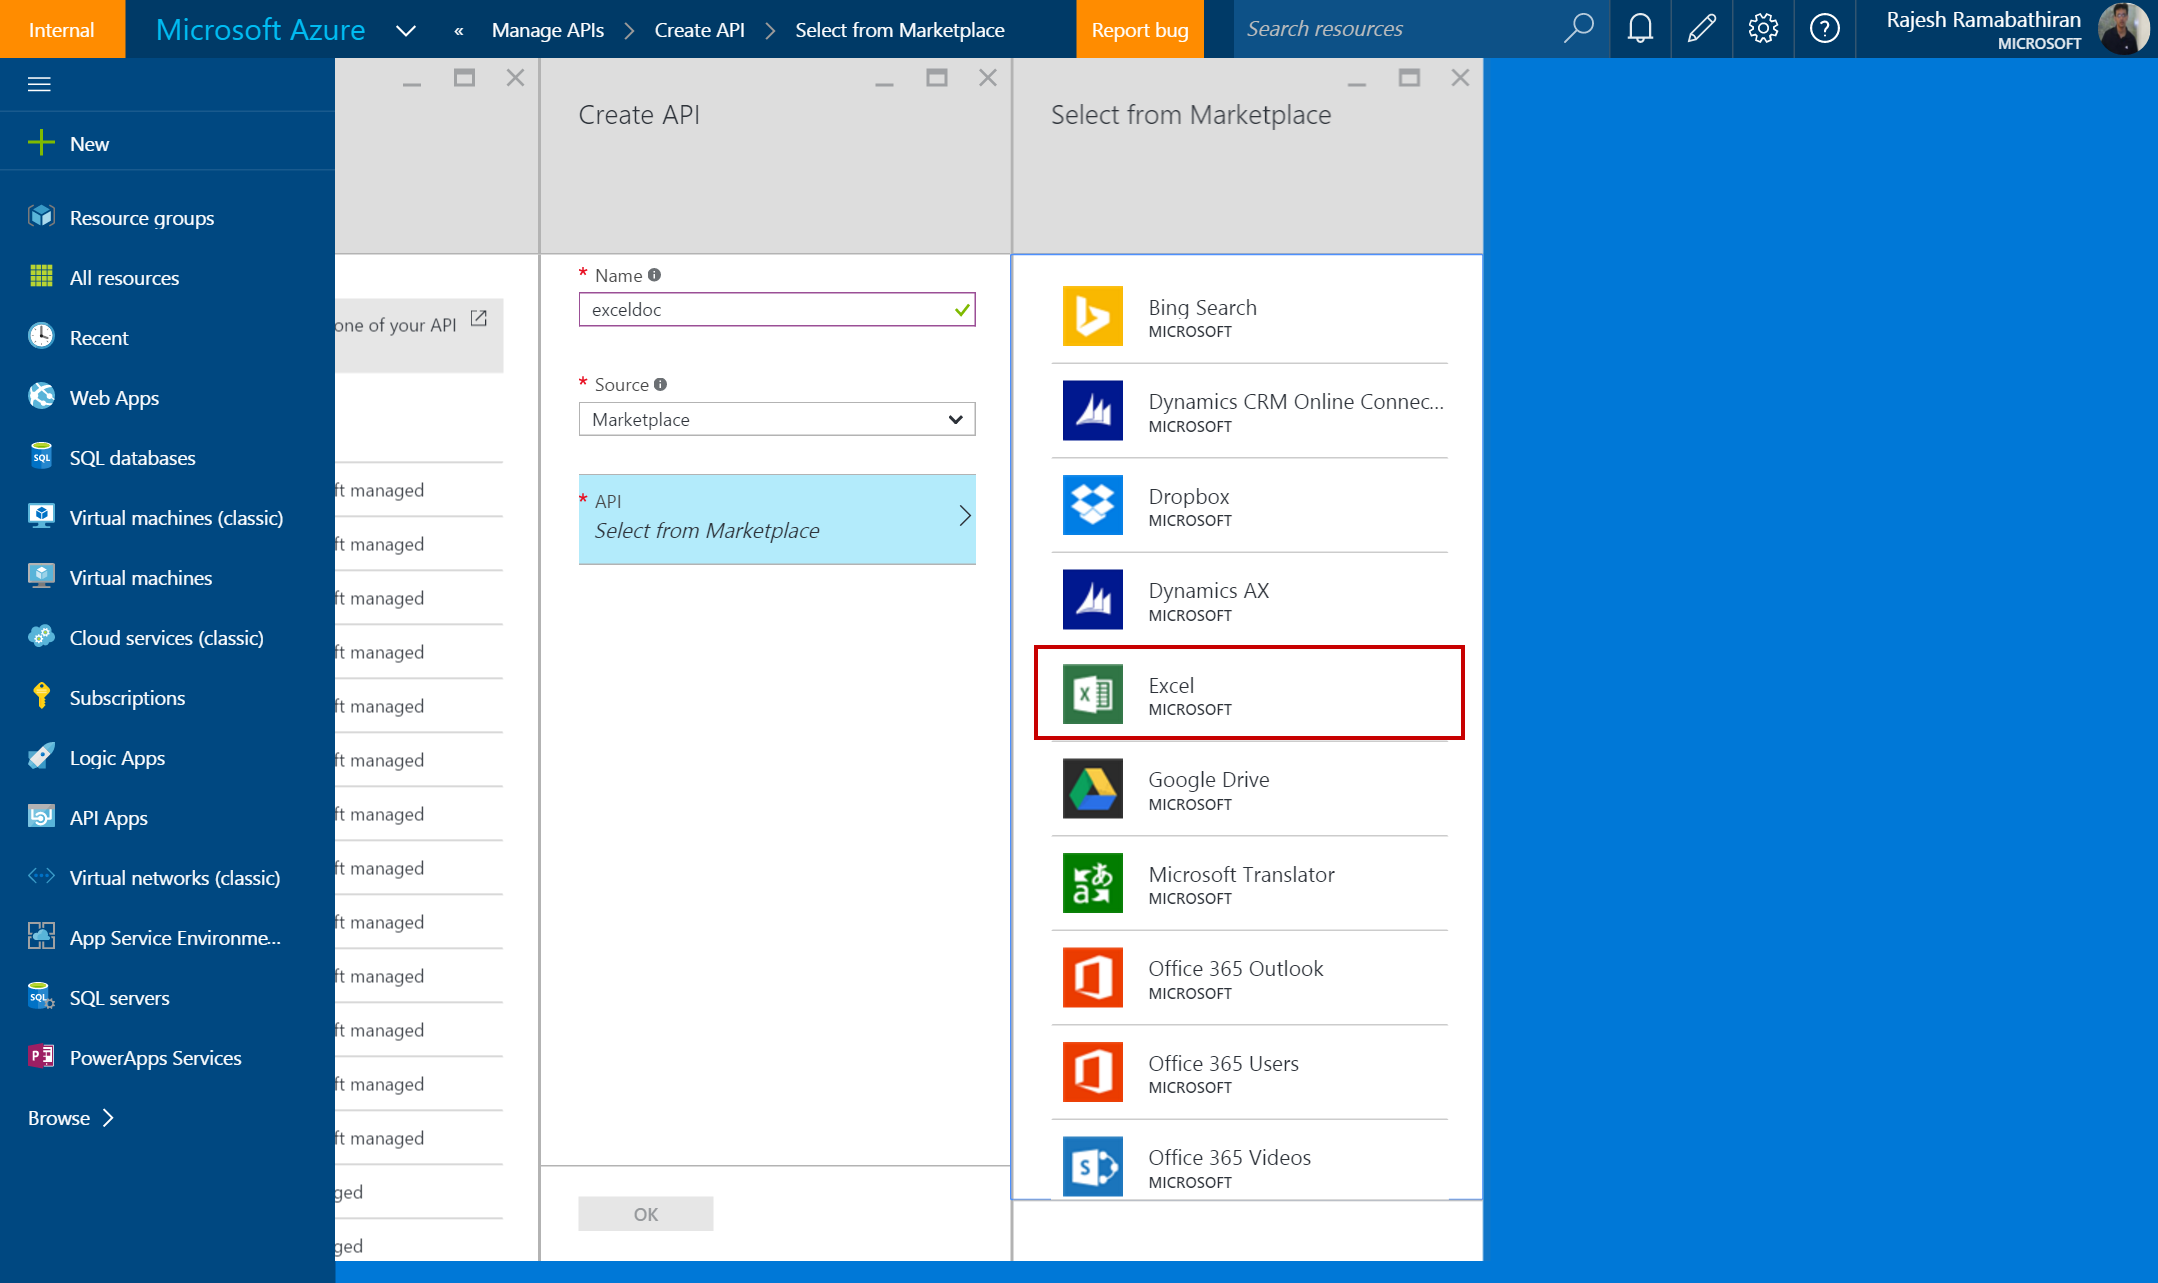 Internal
Microsoft Azure
«
Manage APIs
Create API
Select from Marketplace
Report bug
Search resources
Rajesh Ramabathiran
MICROSOFT
New
Resource groups
All resources
Recent
Web Apps
SQL databases
Virtual machines (classic)
Virtual machines
Cloud services (classic)
Subscriptions
Logic Apps
API Apps
Virtual networks (classic)
App Service Environme...
SQL servers
PowerApps Services
Browse
one of your API
ft managed
ft managed
ft managed
ft managed
ft managed
ft managed
ft managed
ft managed
ft managed
ft managed
ft managed
ft managed
ft managed
ged
ged
Create API
* Name
exceldoc
* Source
Marketplace
* API
Select from Marketplace
OK
Select from Marketplace
Bing Search
MICROSOFT
Dynamics CRM Online Connec...
MICROSOFT
Dropbox
MICROSOFT
Dynamics AX
MICROSOFT
Excel
MICROSOFT
Google Drive
MICROSOFT
Microsoft Translator
MICROSOFT
Office 365 Outlook
MICROSOFT
Office 365 Users
MICROSOFT
Office 365 Videos
MICROSOFT